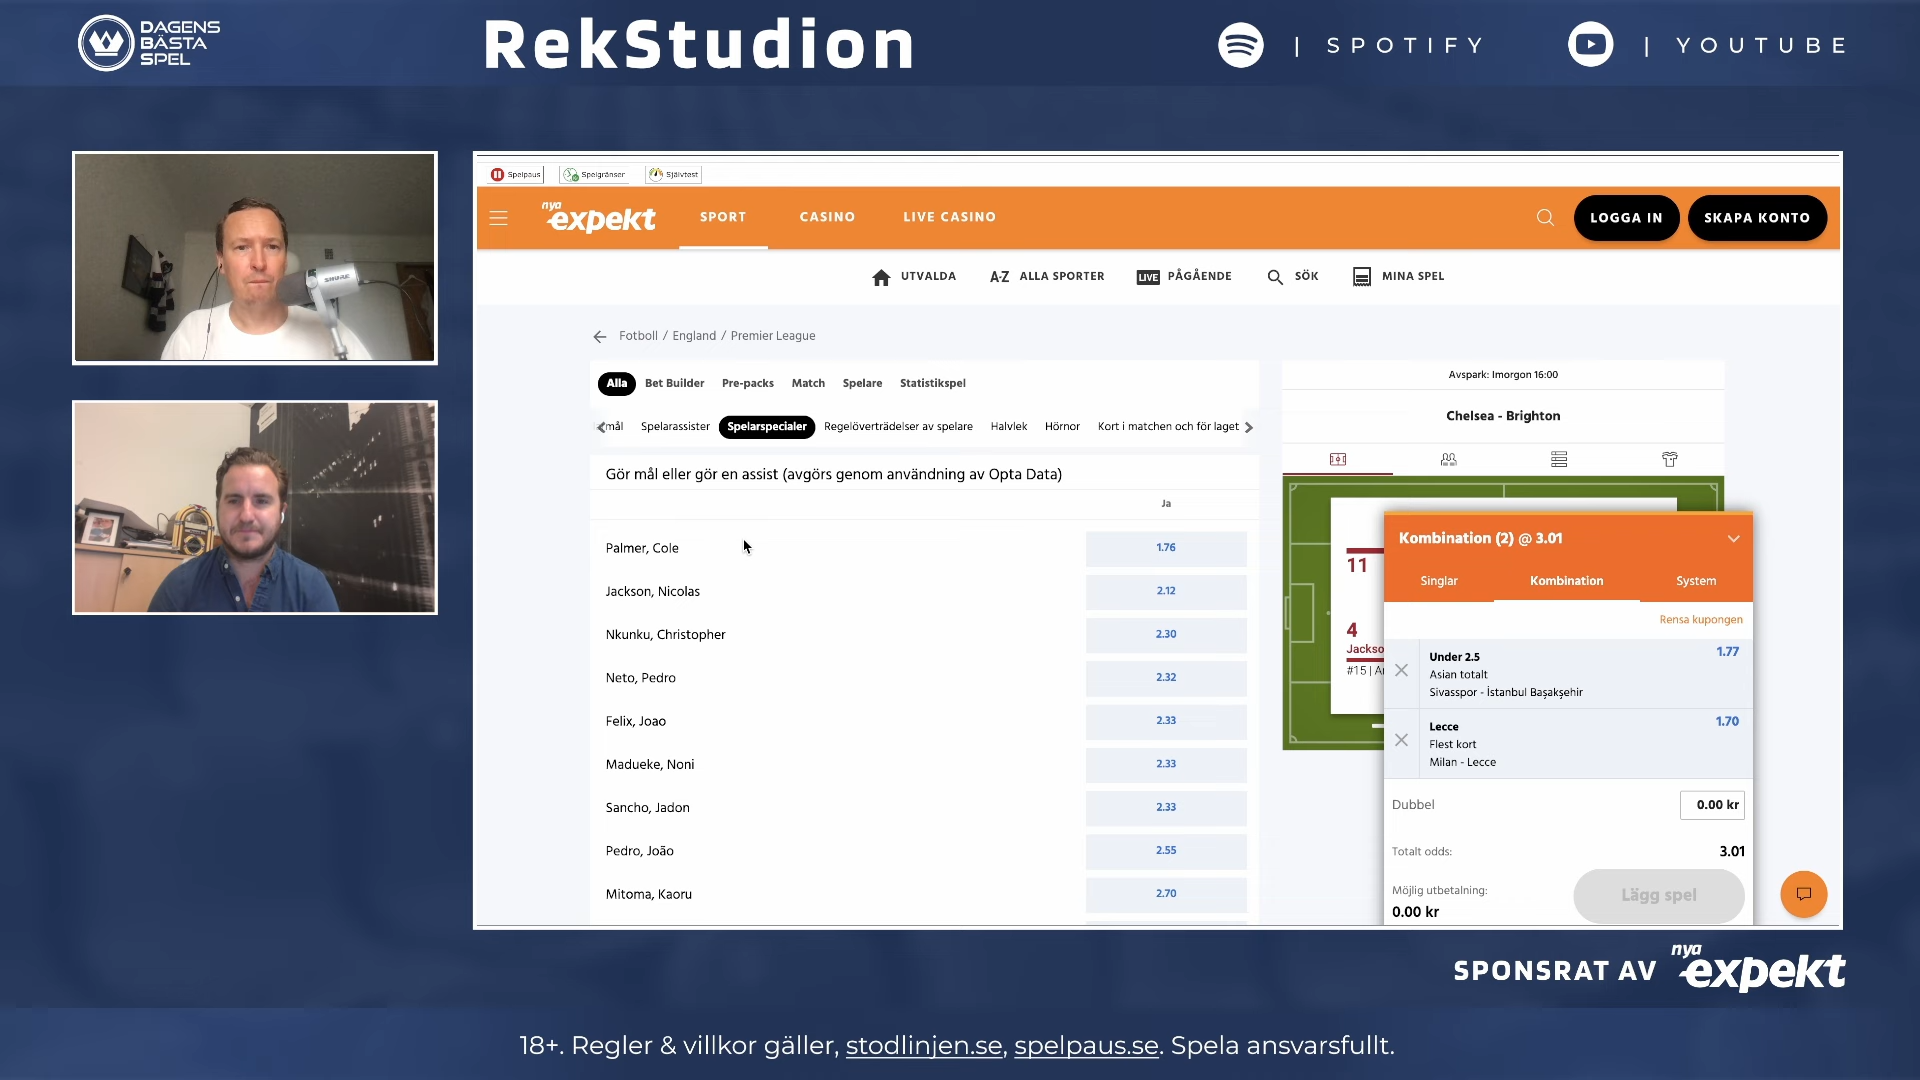 DAGENS
BÄSTA
SPEL
RekStudion
| SPOTIFY
| YOUTUBE
Spelpaus
Spelgränser
Självtest
nya
expekt
SPORT
CASINO
LIVE CASINO
LOGGA IN
SKAPA KONTO
UTVALDA
A-Z ALLA SPORTER
LIVE PÅGÅENDE
SÖK
MINA SPEL
Fotboll / England / Premier League
Alla
Bet Builder
Pre-packs
Match
Spelare
Statistikspel
mål
Spelarassister
Spelarspecialer
Regelöverträdelser av spelare
Halvlek
Hörnor
Kort i matchen och för laget
Gör mål eller gör en assist (avgörs genom användning av Opta Data)
Ja
Palmer, Cole 1.76
Jackson, Nicolas 2.12
Nkunku, Christopher 2.30
Neto, Pedro 2.32
Felix, Joao 2.33
Madueke, Noni 2.33
Sancho, Jadon 2.33
Pedro, João 2.55
Mitoma, Kaoru 2.70
Avspark: Imorgon 16:00
Chelsea - Brighton
11
4
Jackso
#15 | A
Kombination (2) @ 3.01
Singlar
Kombination
System
Rensa kupongen
Under 2.5 1.77
Asian totalt
Sivasspor - İstanbul Başakşehir
Lecce 1.70
Flest kort
Milan - Lecce
Dubbel 0.00 kr
Totalt odds: 3.01
Möjlig utbetalning:
0.00 kr
Lägg spel
SHURE
SPONSRAT AV nya expekt
18+. Regler & villkor gäller, stodlinjen.se, spelpaus.se. Spela ansvarsfullt.